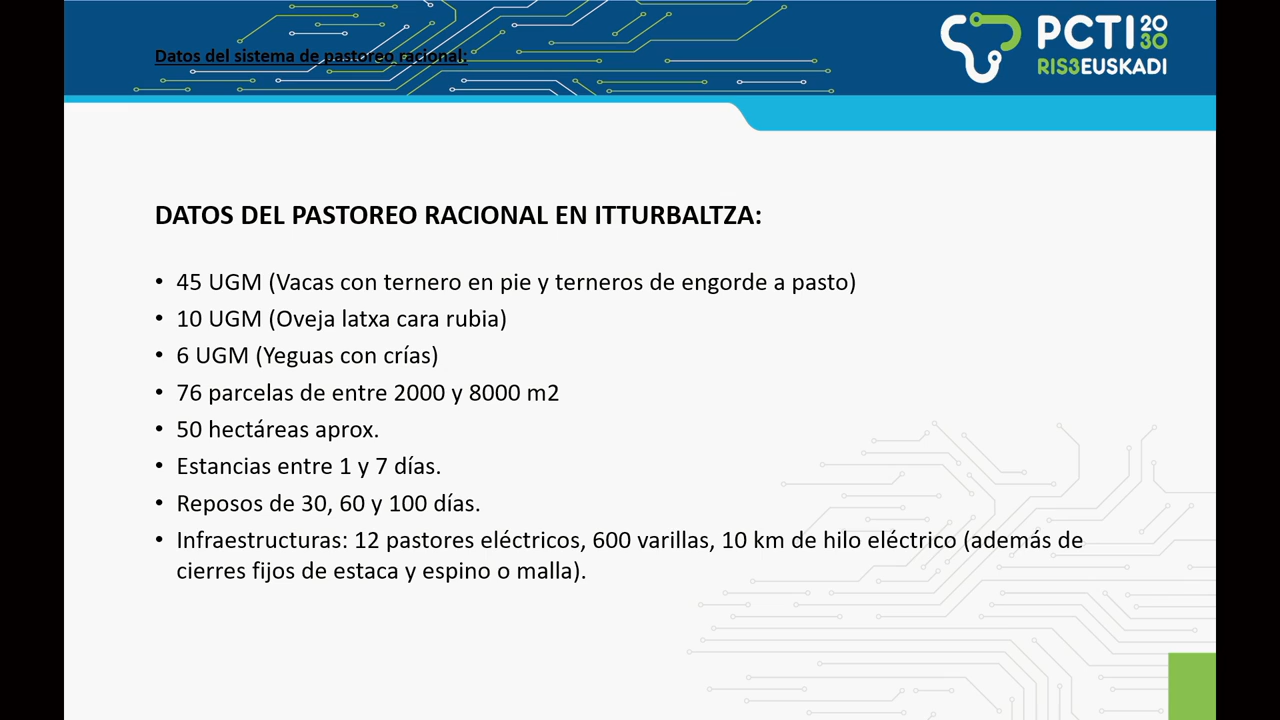 Datos del sistema de pastoreo racional:
PCTI 2030
RIS3EUSKADI
DATOS DEL PASTOREO RACIONAL EN ITTURBALTZA:
• 45 UGM (Vacas con ternero en pie y terneros de engorde a pasto)
• 10 UGM (Oveja latxa cara rubia)
• 6 UGM (Yeguas con crías)
• 76 parcelas de entre 2000 y 8000 m2
• 50 hectáreas aprox.
• Estancias entre 1 y 7 días.
• Reposos de 30, 60 y 100 días.
• Infraestructuras: 12 pastores eléctricos, 600 varillas, 10 km de hilo eléctrico (además de
cierres fijos de estaca y espino o malla).